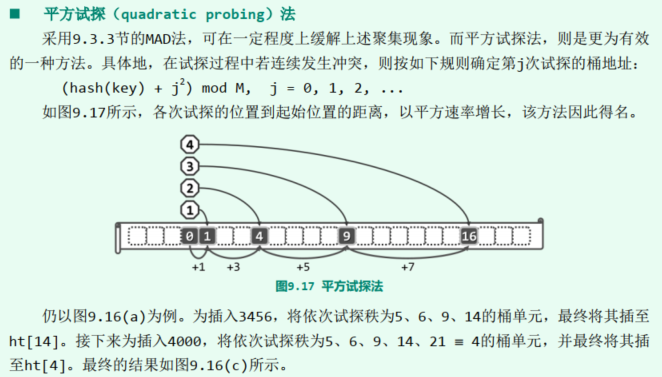 ■ 平方试探（quadratic probing）法
采用9.3.3节的MAD法，可在一定程度上缓解上述聚集现象。而平方试探法，则是更为有效
的一种方法。具体地，在试探过程中若连续发生冲突，则按如下规则确定第j次试探的桶地址：
(hash(key) + j²) mod M, j = 0, 1, 2, ...
如图9.17所示，各次试探的位置到起始位置的距离，以平方速率增长，该方法因此得名。
4
3
2
1
0 1 4 9 16
+1 +3 +5 +7
图9.17 平方试探法
仍以图9.16(a)为例。为插入3456，将依次试探秩为5、6、9、14的桶单元，最终将其插至
ht[14]。接下来为插入4000，将依次试探秩为5、6、9、14、21 ≡ 4的桶单元，并最终将其插
至ht[4]。最终的结果如图9.16(c)所示。